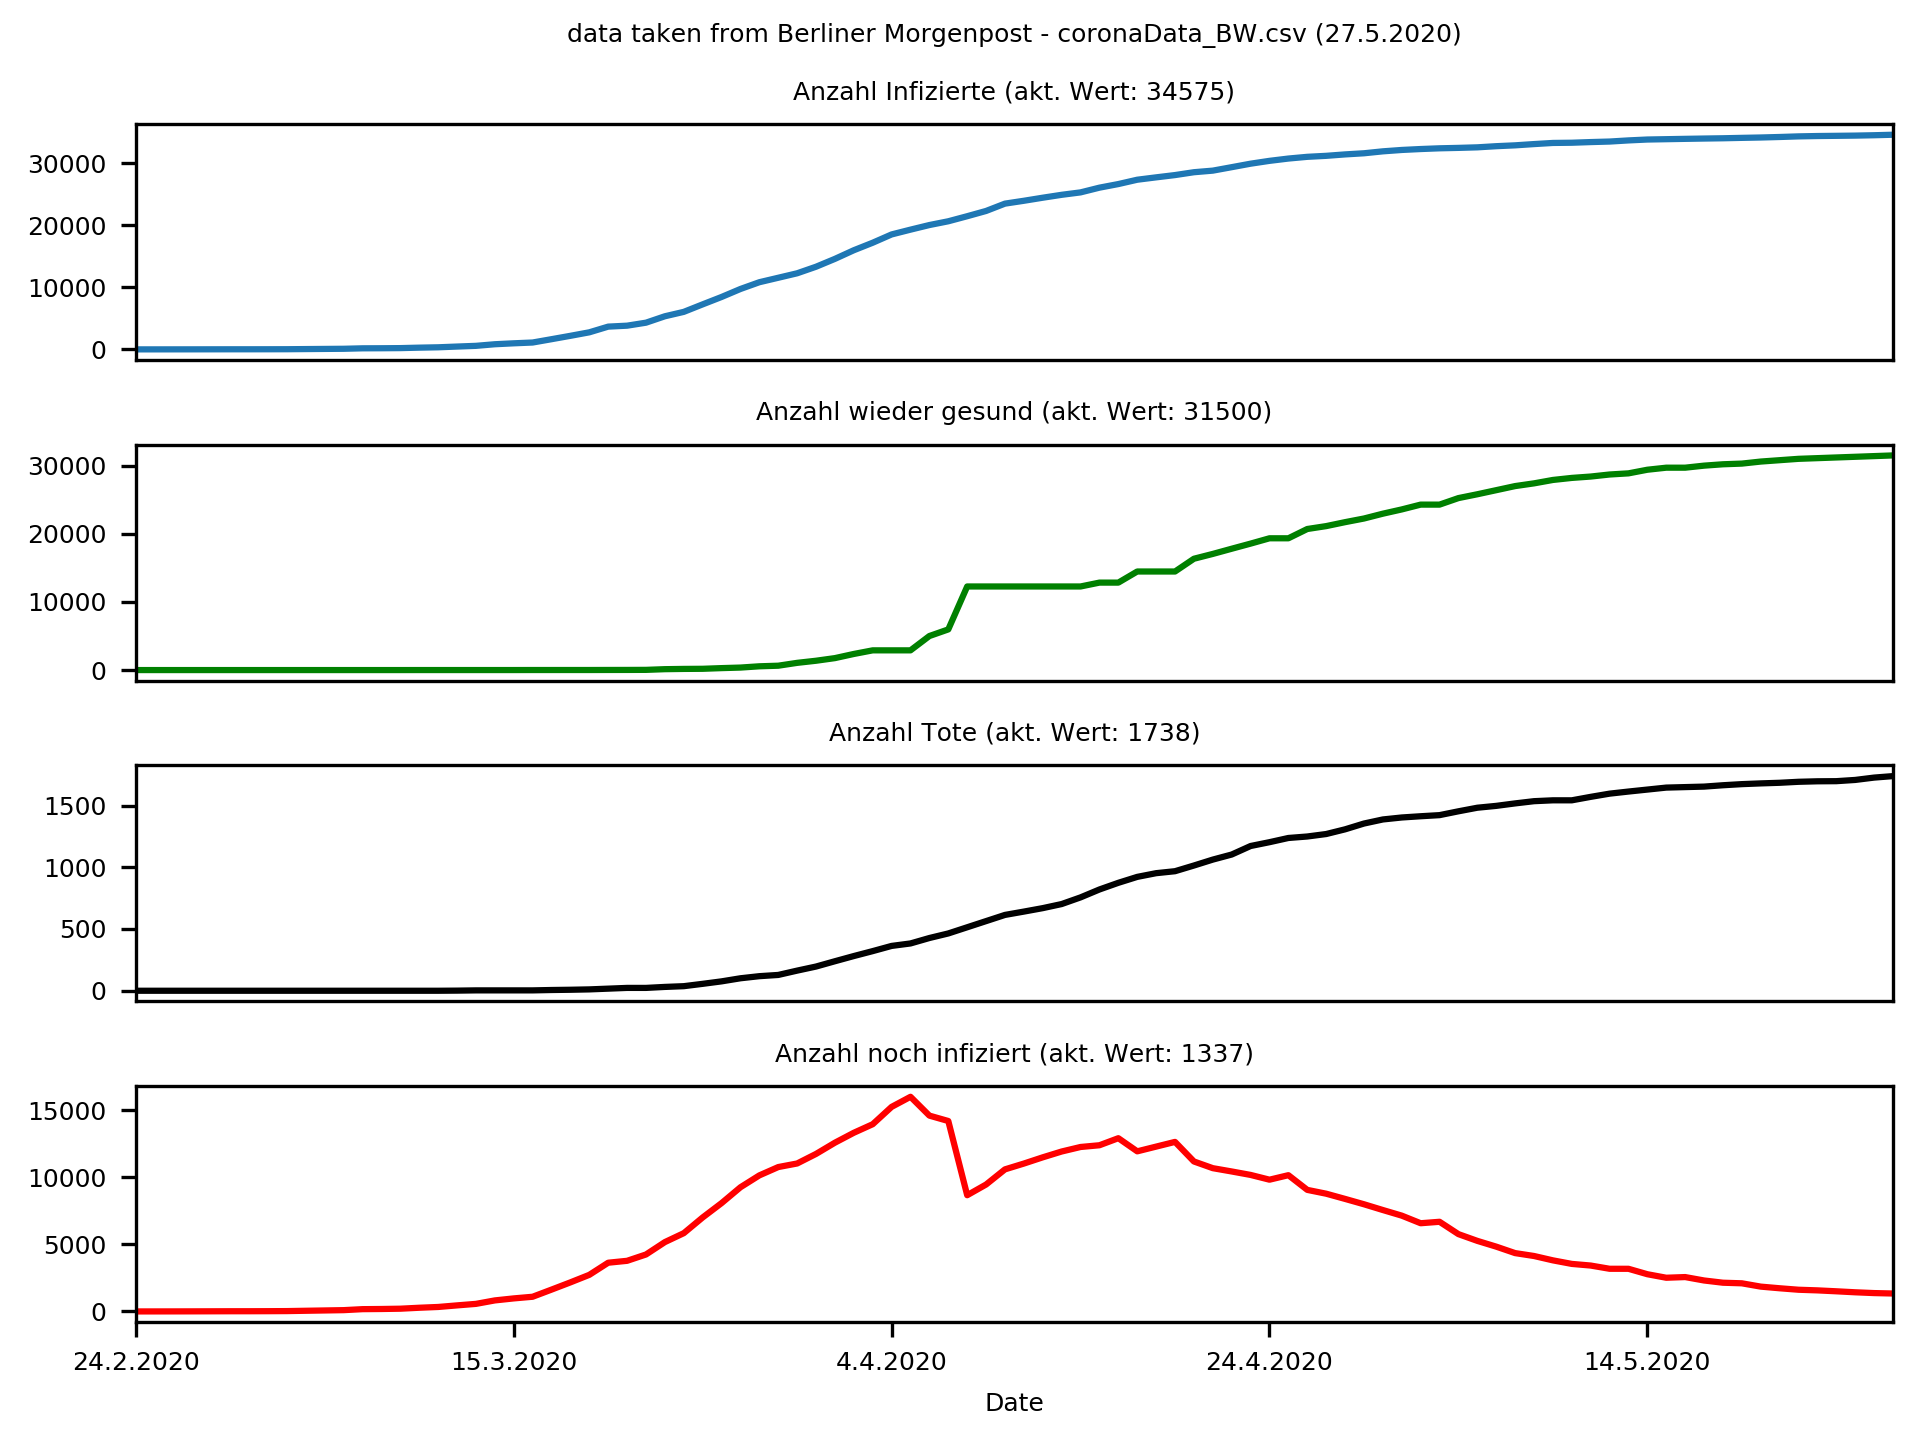 data taken from Berliner Morgenpost - coronaData_BW.csv (27.5.2020)
Anzahl Infizierte (akt. Wert: 34575)
30000
20000
10000
0
Anzahl wieder gesund (akt. Wert: 31500)
30000
20000
10000
0
Anzahl Tote (akt. Wert: 1738)
1500
1000
500
0
Anzahl noch infiziert (akt. Wert: 1337)
15000
10000
5000
0
24.2.2020 15.3.2020 4.4.2020 24.4.2020 14.5.2020
Date